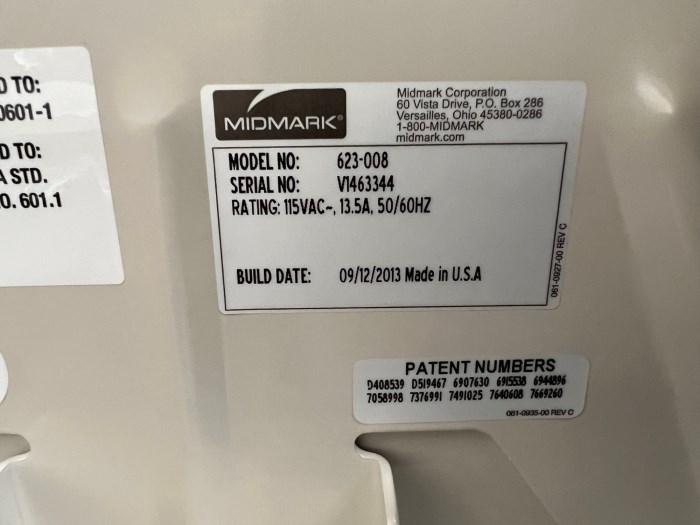 D TO:
0601-1
D TO:
A STD.
O. 601.1
MIDMARK®
Midmark Corporation
60 Vista Drive, P.O. Box 286
Versailles, Ohio 45380-0286
1-800-MIDMARK
midmark.com
MODEL NO: 623-008
SERIAL NO: V1463344
RATING: 115VAC~, 13.5A, 50/60HZ
BUILD DATE: 09/12/2013 Made in U.S.A
061-0927-00 REV C
PATENT NUMBERS
D408539 D519467 6907630 6915538 6944896
7058998 7376991 7491025 7640608 7669260
061-0935-00 REV C